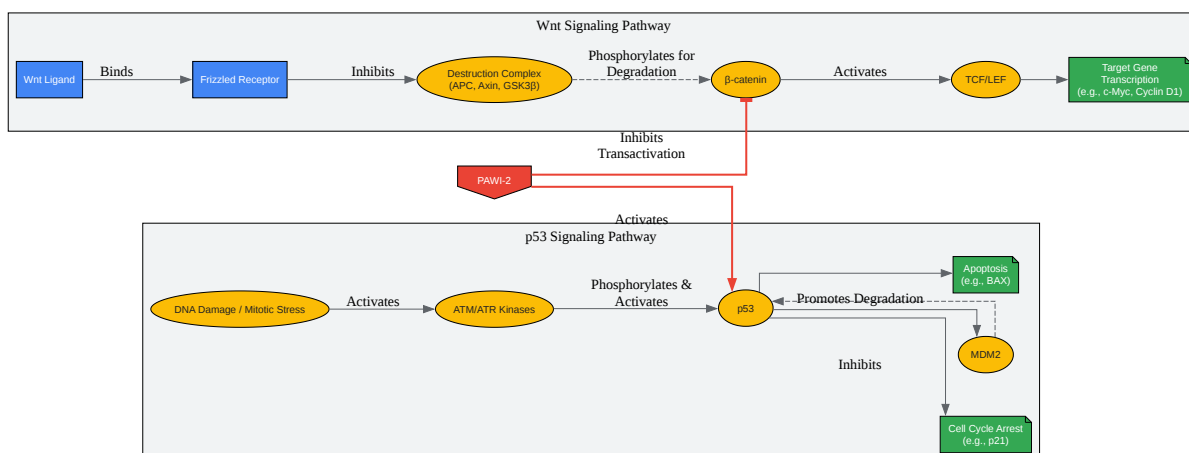 Wnt Signaling Pathway
Wnt Ligand
Binds
Frizzled Receptor
Inhibits
Destruction Complex
(APC, Axin, GSK3β)
Phosphorylates for
Degradation
β-catenin
Activates
TCF/LEF
Target Gene
Transcription
(e.g., c-Myc, Cyclin D1)
Inhibits
Transactivation
PAWI-2
Activates
p53 Signaling Pathway
DNA Damage / Mitotic Stress
Activates
ATM/ATR Kinases
Phosphorylates &
Activates
p53
Apoptosis
(e.g., BAX)
Promotes Degradation
MDM2
Inhibits
Cell Cycle Arrest
(e.g., p21)